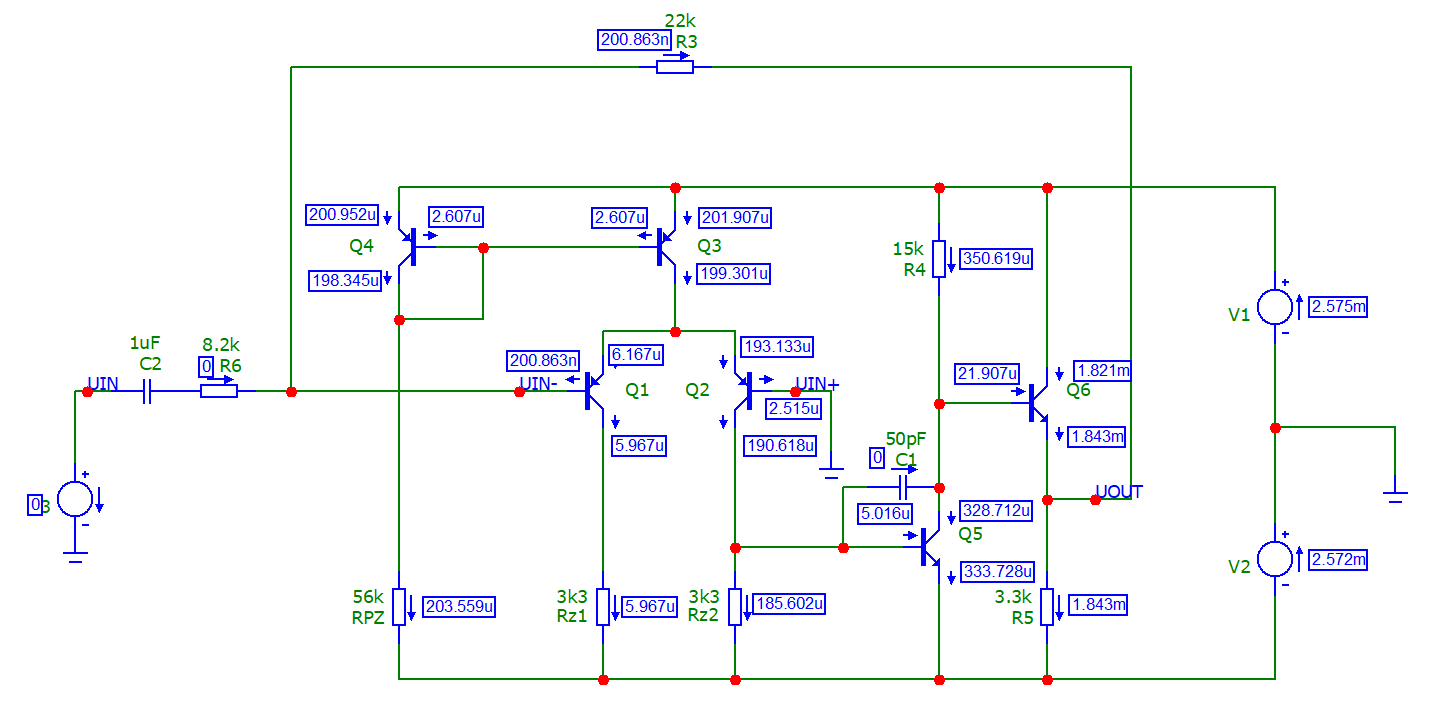 22k
200.863n
R3
200.952u
2.607u
2.607u
201.907u
Q4
Q3
15k
R4
350.619u
198.345u
199.301u
V1
2.575m
1uF
C2
8.2k
0
R6
200.863n
6.167u
193.133u
21.907u
1.821m
UIN
UIN-
Q1
Q2
UIN+
Q6
2.515u
5.967u
190.618u
50pF
1.843m
0
C1
UOUT
0
3
5.016u
328.712u
Q5
333.728u
V2
2.572m
56k
RPZ
203.559u
3k3
Rz1
5.967u
3k3
Rz2
185.602u
3.3k
R5
1.843m
+
-
+
-
+
-